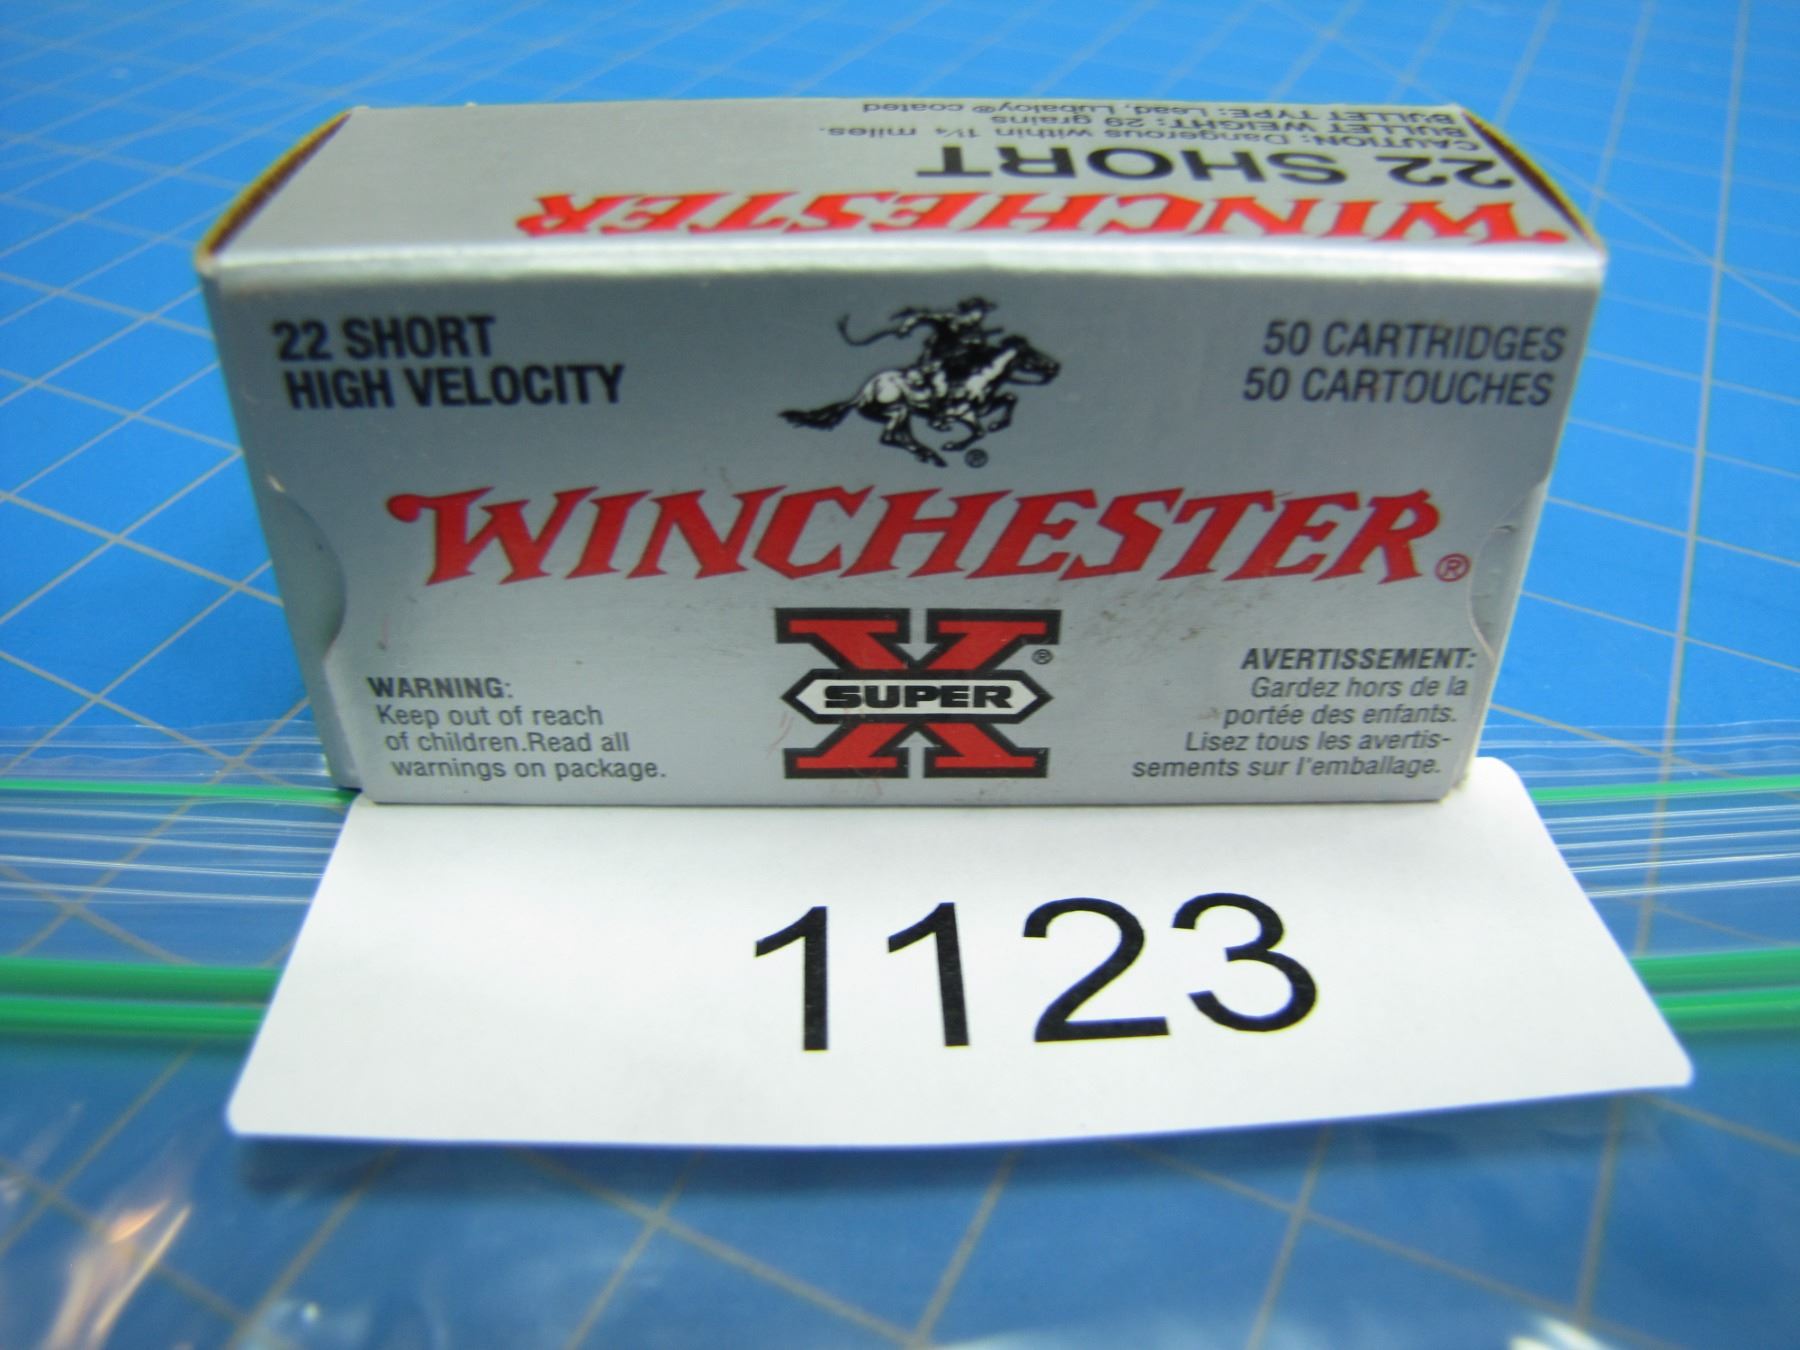 BULLET TYPE: Lead, Lubaloy® coated
BULLET WEIGHT: 29 grains
CAUTION: Dangerous within 1¼ miles.
22 SHORT
WINCHESTER
22 SHORT
HIGH VELOCITY
50 CARTRIDGES
50 CARTOUCHES
®
WINCHESTER®
X®
SUPER
WARNING:
Keep out of reach
of children.Read all
warnings on package.
AVERTISSEMENT:
Gardez hors de la
portée des enfants.
Lisez tous les avertis-
sements sur l'emballage.
1123